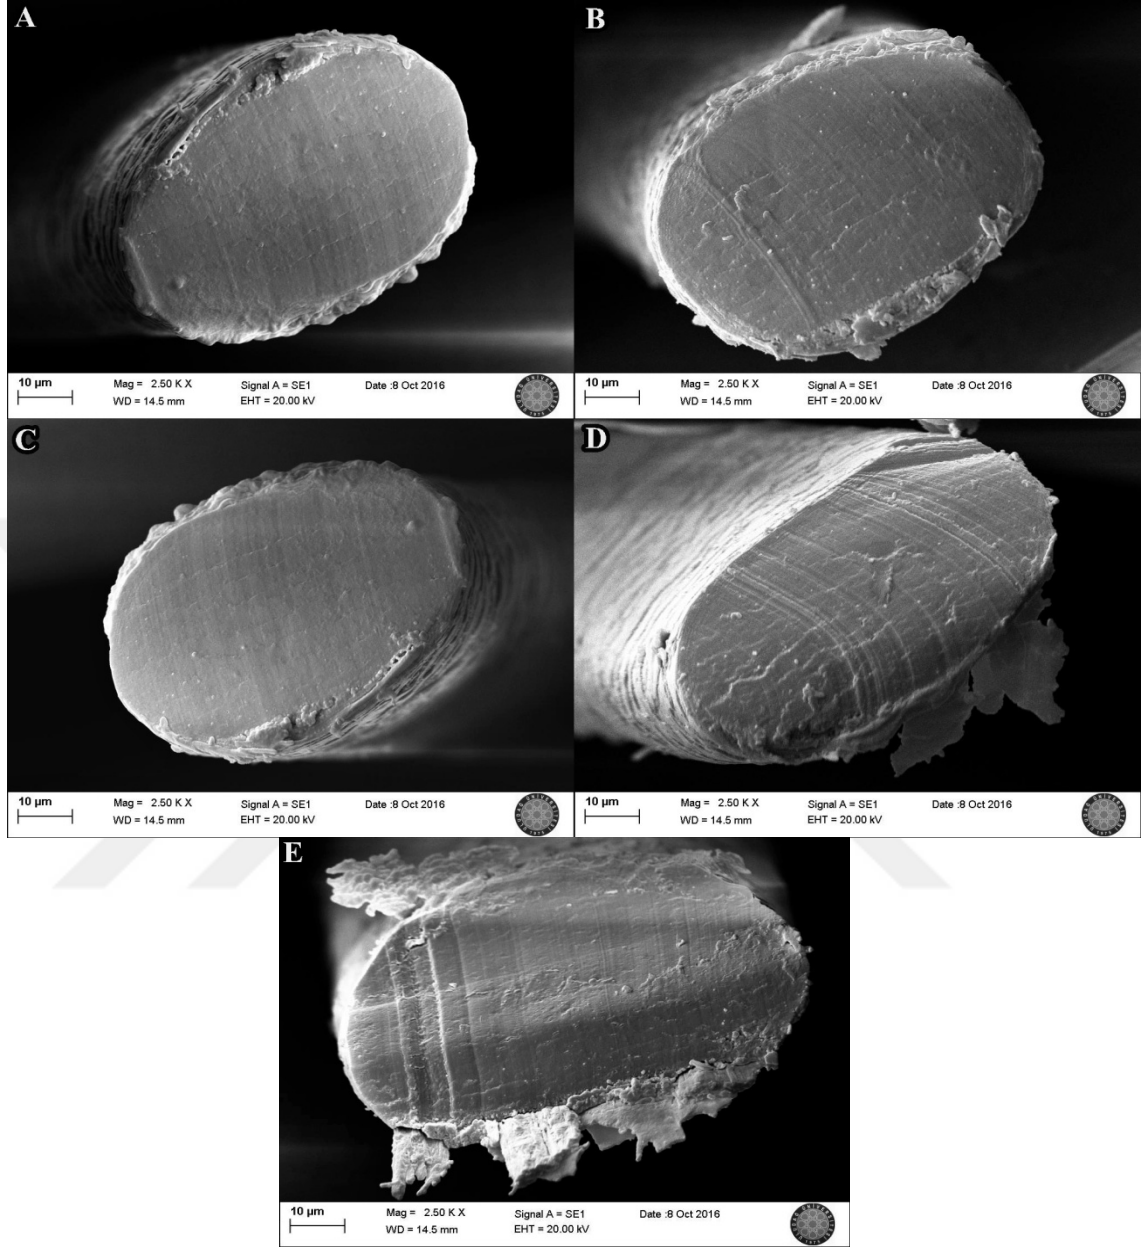 A
10 µm
Mag = 2.50 K X
Signal A = SE1
Date :8 Oct 2016
WD = 14.5 mm
EHT = 20.00 kV
B
10 µm
Mag = 2.50 K X
Signal A = SE1
Date :8 Oct 2016
WD = 14.5 mm
EHT = 20.00 kV
C
10 µm
Mag = 2.50 K X
Signal A = SE1
Date :8 Oct 2016
WD = 14.5 mm
EHT = 20.00 kV
D
10 µm
Mag = 2.50 K X
Signal A = SE1
Date :8 Oct 2016
WD = 14.5 mm
EHT = 20.00 kV
E
10 µm
Mag = 2.50 K X
Signal A = SE1
Date :8 Oct 2016
WD = 14.5 mm
EHT = 20.00 kV